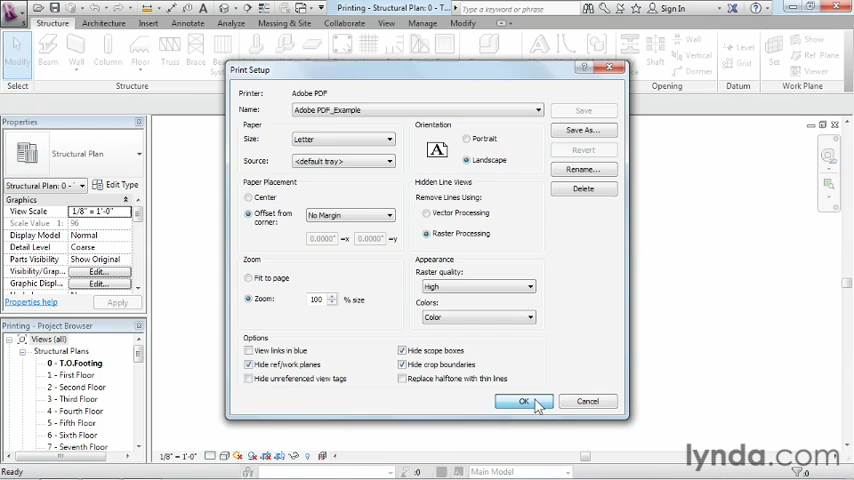 Printing - Structural Plan: 0 - T...
Sign In
Structure Architecture Insert Annotate Analyze Massing & Site Collaborate View Manage Modify
Modify
Beam
Wall
Column
Floor
Truss
Brace
Shaft
Wall
Vertical
Dormer
Level
Grid
Show
Ref Plane
Viewer
Select
Structure
Opening
Datum
Work Plane
Properties
Structural Plan
Structural Plan: 0 -
Edit Type
Graphics
View Scale 1/8" = 1'-0"
Scale Value 1: 96
Display Model Normal
Detail Level Coarse
Parts Visibility Show Original
Visibility/Grap... Edit...
Graphic Displ... Edit...
Properties help
Apply
Printing - Project Browser
Views (all)
Structural Plans
0 - T.O.Footing
1 - First Floor
2 - Second Floor
3 - Third Floor
4 - Fourth Floor
5 - Fifth Floor
6 - Sixth Floor
7 - Seventh Floor
Print Setup
Printer: Adobe PDF
Name: Adobe PDF_Example
Save
Save As...
Revert
Rename...
Delete
Paper
Size: Letter
Source: <default tray>
Orientation
A
Portrait
Landscape
Paper Placement
Center
Offset from corner:
No Margin
0.0000" =x 0.0000" =y
Hidden Line Views
Remove Lines Using:
Vector Processing
Raster Processing
Zoom
Fit to page
Zoom: 100 % size
Appearance
Raster quality:
High
Colors:
Color
Options
View links in blue
Hide ref/work planes
Hide unreferenced view tags
Hide scope boxes
Hide crop boundaries
Replace halftone with thin lines
OK
Cancel
1/8" = 1'-0"
Ready
:0
Main Model
:0
lynda.com